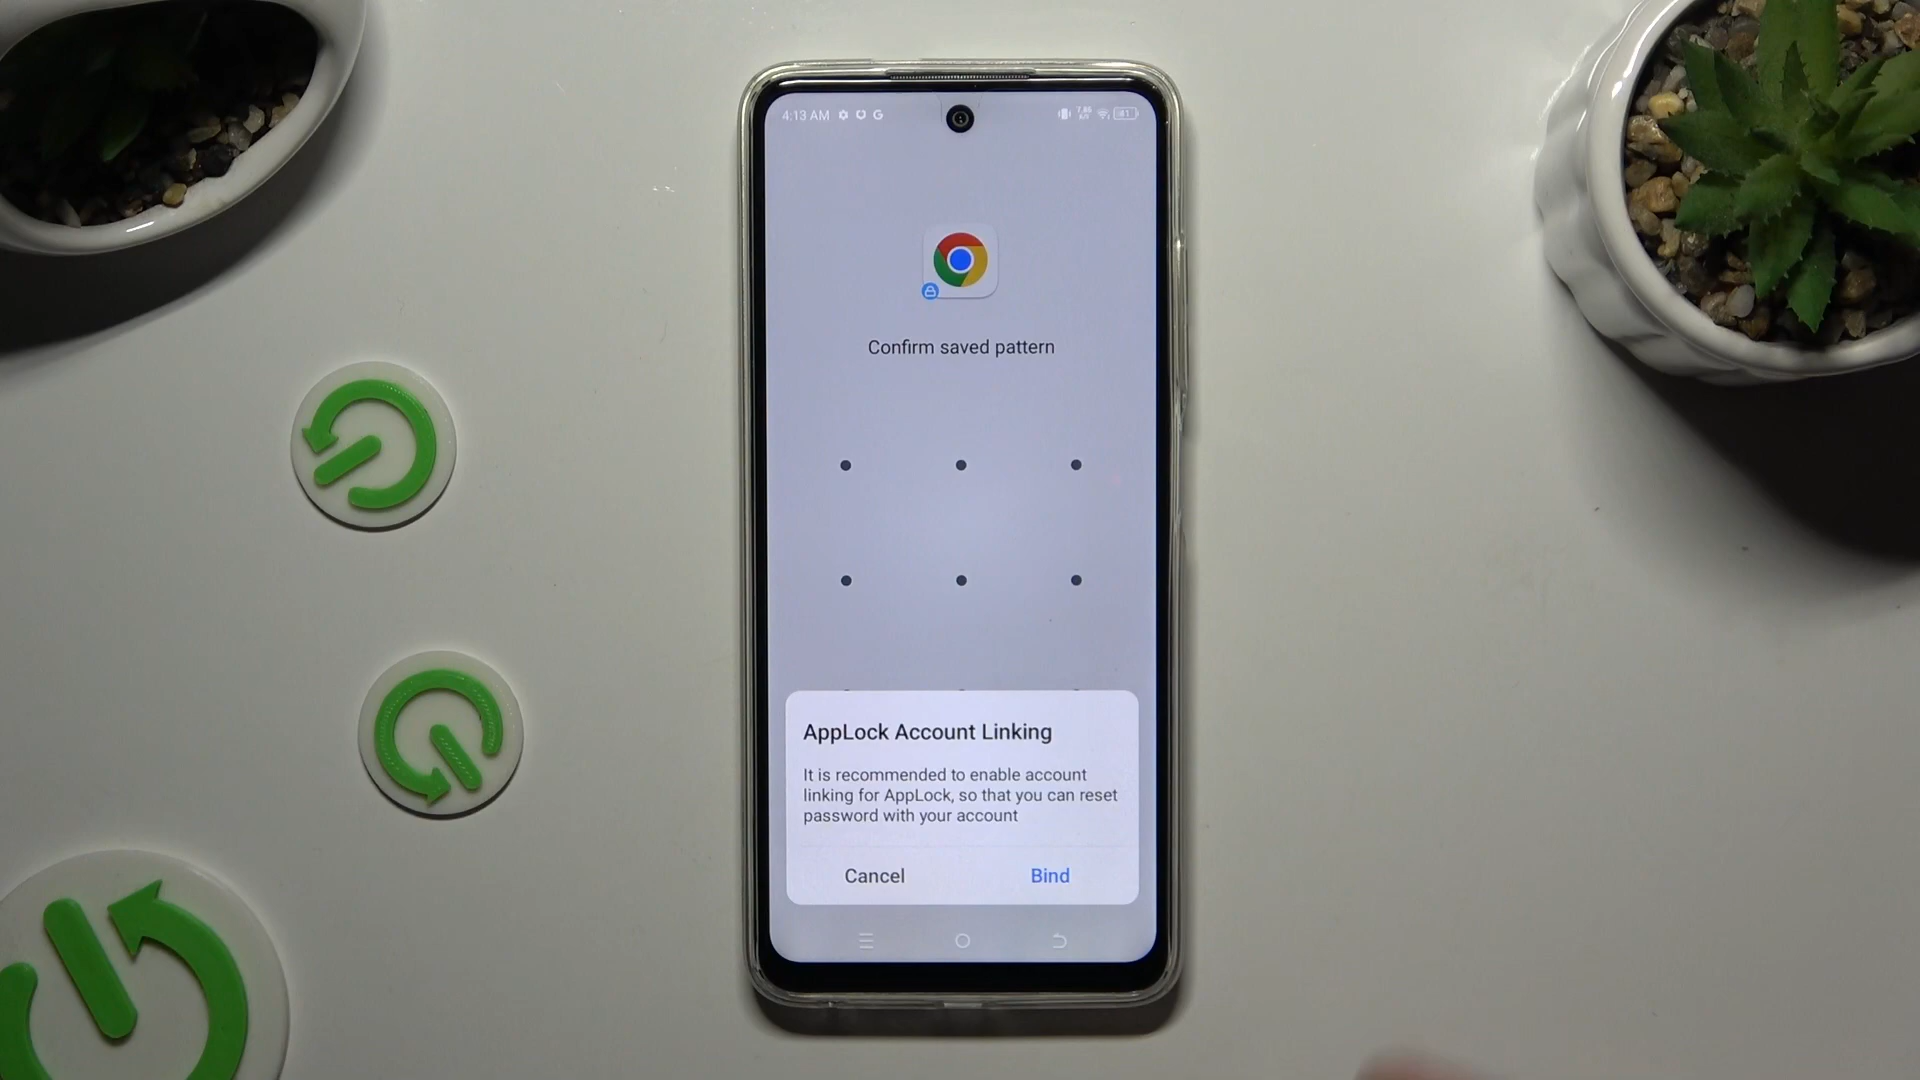 4:13 AM
Confirm saved pattern
AppLock Account Linking
It is recommended to enable account
linking for AppLock, so that you can reset
password with your account
Cancel
Bind